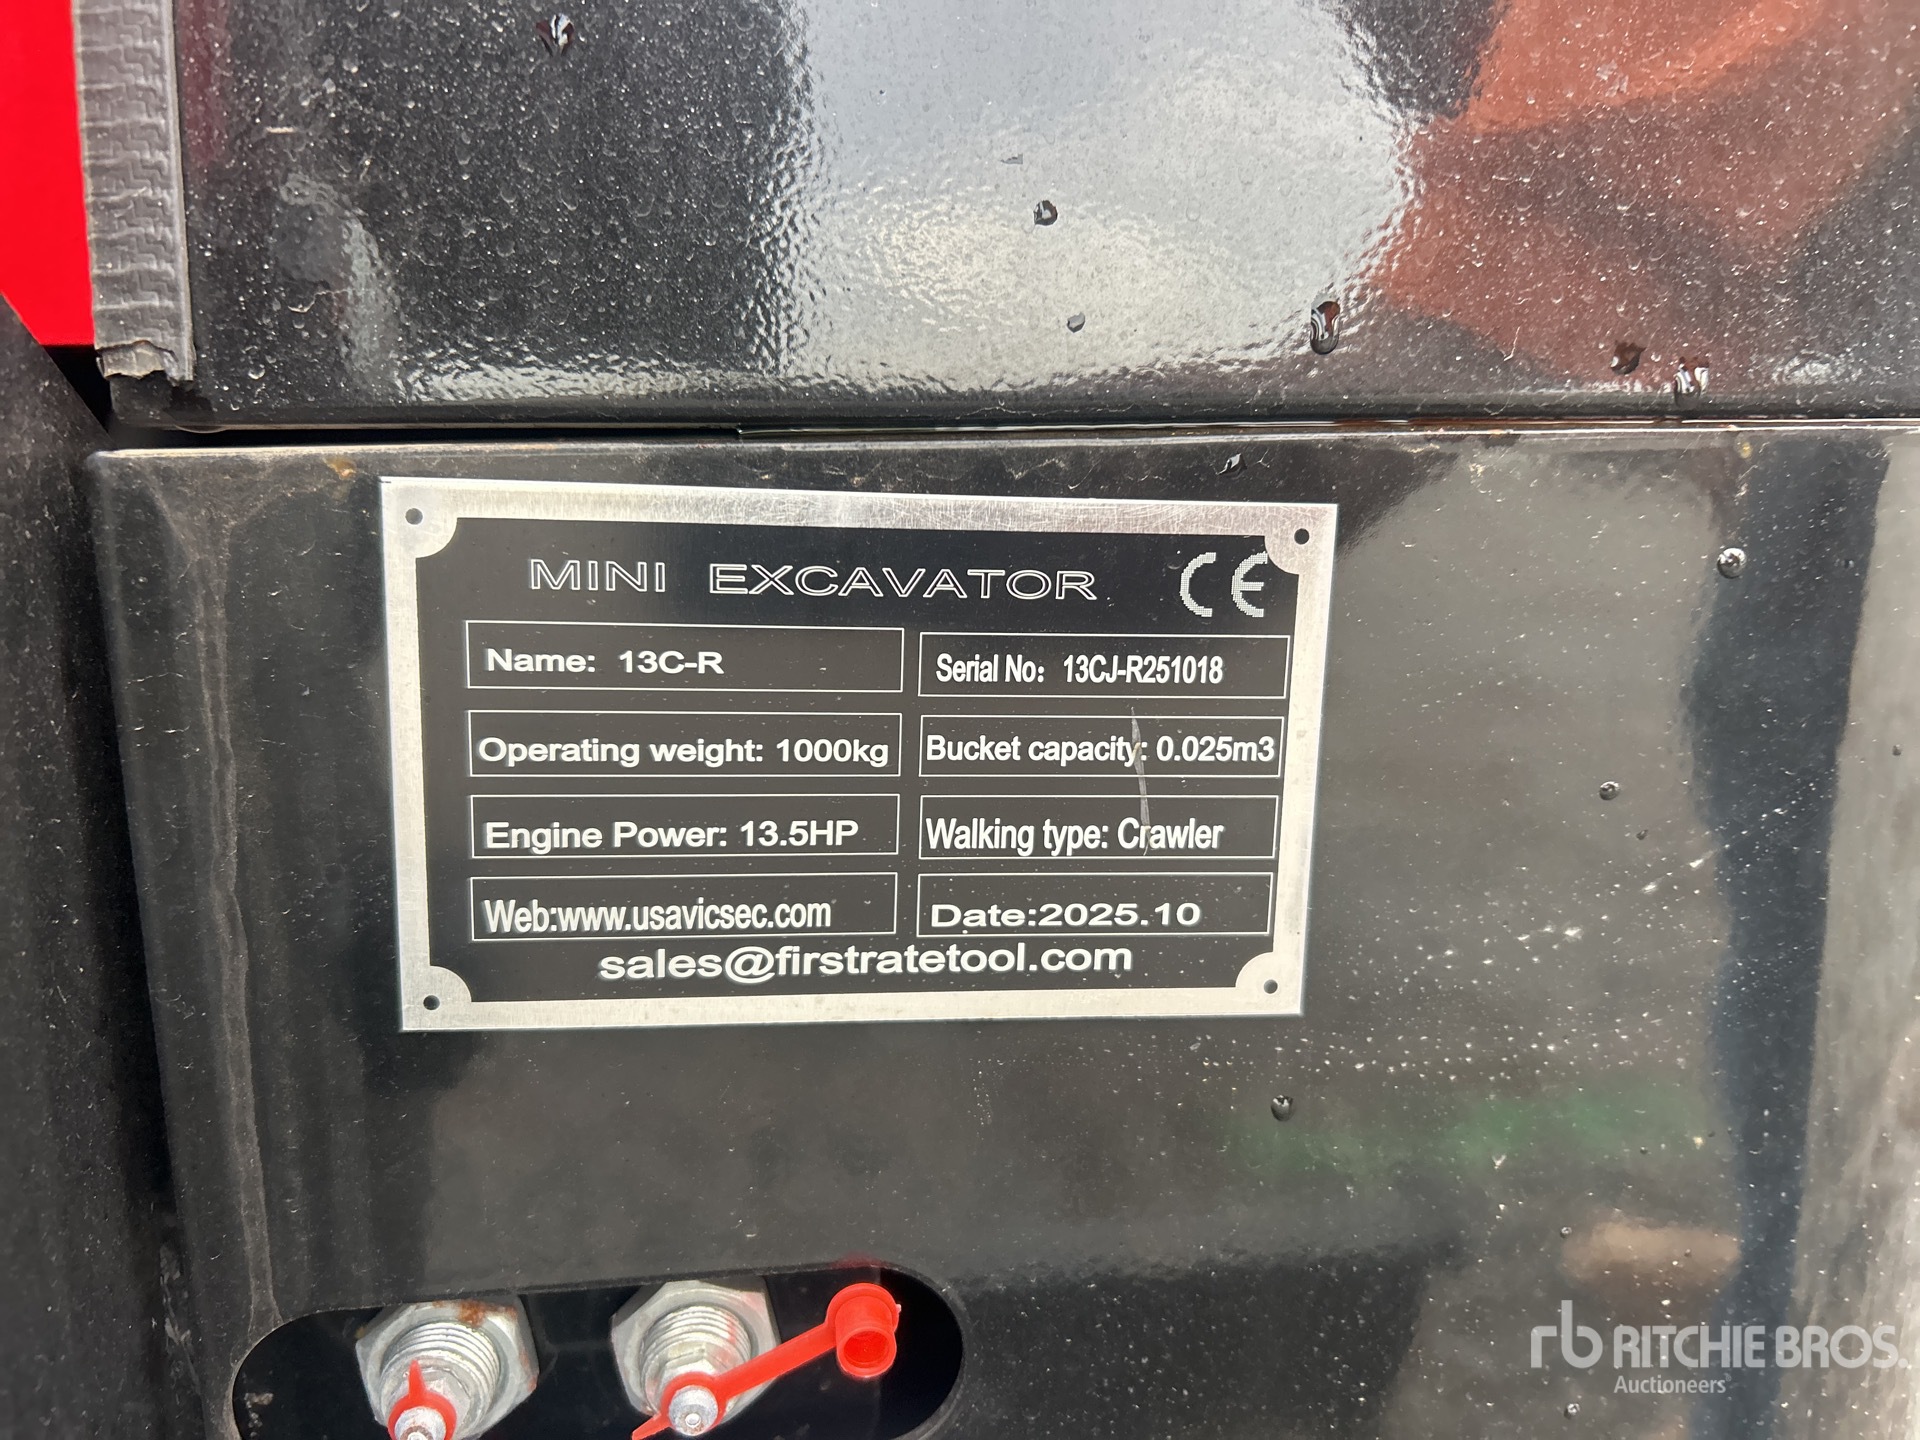 MINI EXCAVATOR CE
Name: 13C-R
Serial No: 13CJ-R251018
Operating weight: 1000kg
Bucket capacity: 0.025m3
Engine Power: 13.5HP
Walking type: Crawler
Web:www.usavicsec.com
Date:2025.10
sales@firstratetool.com
rb RITCHIE BROS.
Auctioneers